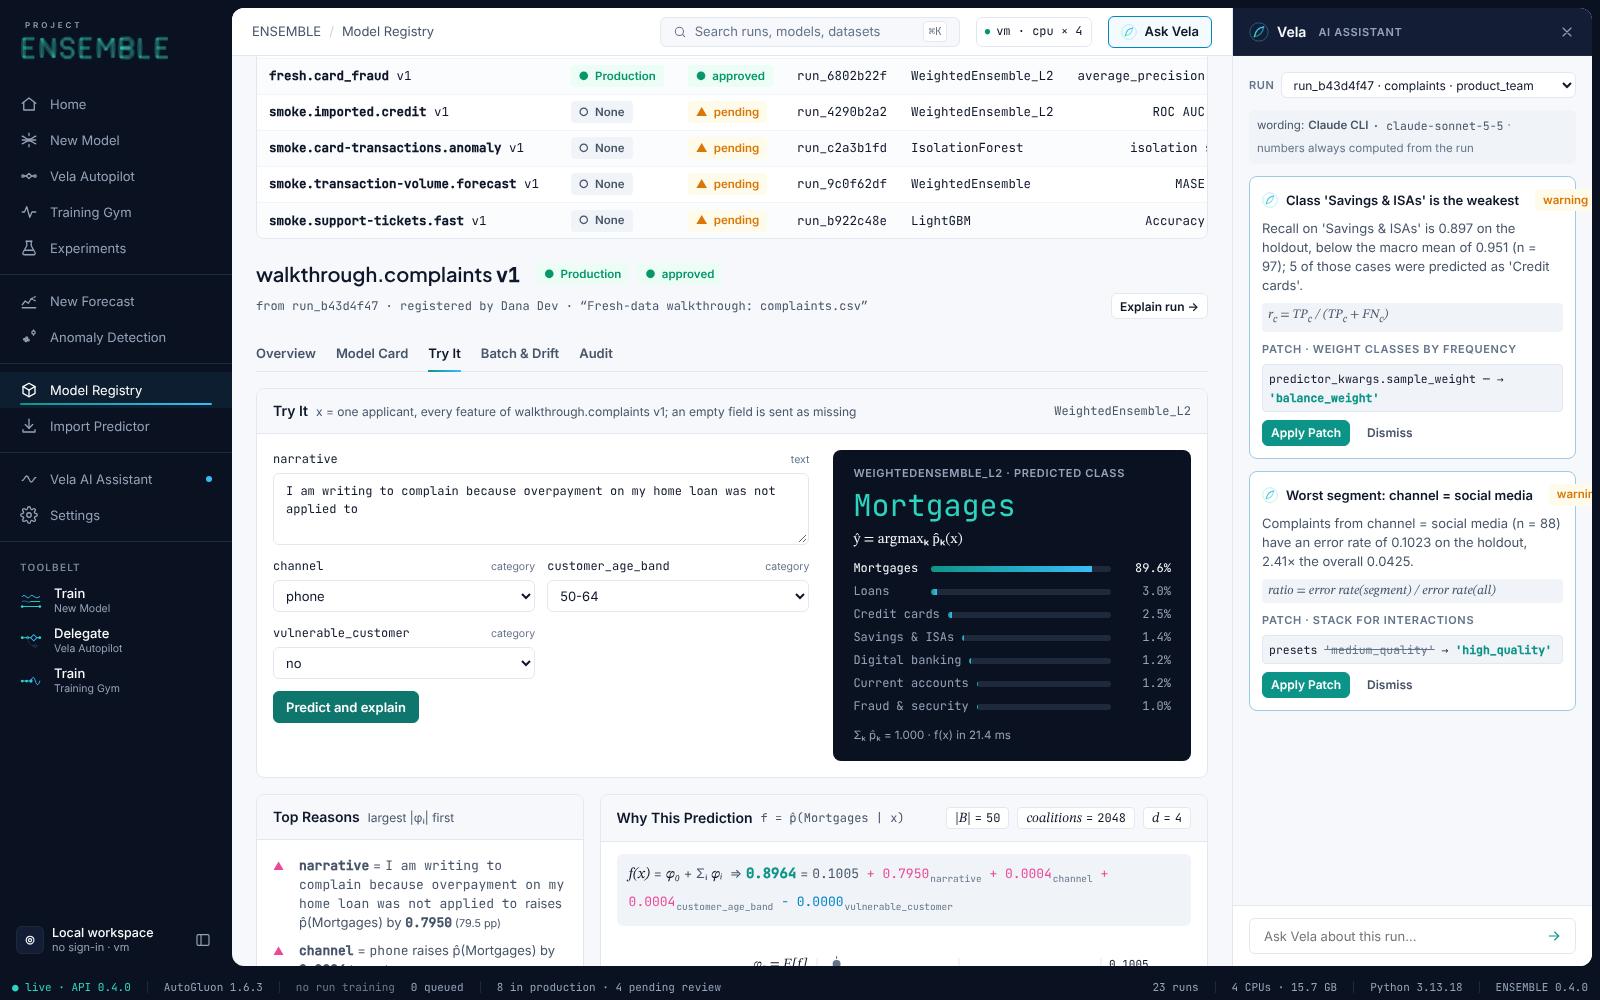 PROJECT
ENSEMBLE
Home
New Model
Vela Autopilot
Training Gym
Experiments
New Forecast
Anomaly Detection
Model Registry
Import Predictor
Vela AI Assistant
Settings
TOOLBELT
Train
New Model
Delegate
Vela Autopilot
Train
Training Gym
Local workspace
no sign-in · vm
ENSEMBLE / Model Registry
Search runs, models, datasets ⌘K
vm · cpu × 4
Ask Vela
fresh.card_fraud v1 Production approved run_6802b22f WeightedEnsemble_L2 average_precision
smoke.imported.credit v1 None pending run_4290b2a2 WeightedEnsemble_L2 ROC AUC
smoke.card-transactions.anomaly v1 None pending run_c2a3b1fd IsolationForest isolation
smoke.transaction-volume.forecast v1 None pending run_9c0f62df WeightedEnsemble MASE
smoke.support-tickets.fast v1 None pending run_b922c48e LightGBM Accuracy
walkthrough.complaints v1 Production approved
from run_b43d4f47 · registered by Dana Dev · “Fresh-data walkthrough: complaints.csv”
Explain run →
Overview Model Card Try It Batch & Drift Audit
Try It x = one applicant, every feature of walkthrough.complaints v1; an empty field is sent as missing WeightedEnsemble_L2
narrative text
I am writing to complain because overpayment on my home loan was not
applied to
channel category
phone
customer_age_band category
50-64
vulnerable_customer category
no
Predict and explain
WEIGHTEDENSEMBLE_L2 · PREDICTED CLASS
Mortgages
ŷ = argmaxₖ p̂ₖ(x)
Mortgages 89.6%
Loans 3.0%
Credit cards 2.5%
Savings & ISAs 1.4%
Digital banking 1.2%
Current accounts 1.2%
Fraud & security 1.0%
Σₖ p̂ₖ = 1.000 · f(x) in 21.4 ms
Top Reasons largest |φᵢ| first
narrative = I am writing to
complain because overpayment on my
home loan was not applied to raises
p̂(Mortgages) by 0.7950 (79.5 pp)
channel = phone raises p̂(Mortgages) by
Why This Prediction f = p̂(Mortgages | x)
|B| = 50
coalitions = 2048
d = 4
f(x) = φ₀ + Σᵢ φᵢ ⇒ 0.8964 = 0.1005 + 0.7950 narrative + 0.0004 channel +
0.0004 customer_age_band − 0.0000 vulnerable_customer
φ₀ = E[f] 0.1005
Vela AI ASSISTANT
RUN run_b43d4f47 · complaints · product_team
wording: Claude CLI · claude-sonnet-5-5 ·
numbers always computed from the run
Class 'Savings & ISAs' is the weakest warning
Recall on 'Savings & ISAs' is 0.897 on the
holdout, below the macro mean of 0.951 (n =
97); 5 of those cases were predicted as 'Credit
cards'.
r_c = TP_c / (TP_c + FN_c)
PATCH · WEIGHT CLASSES BY FREQUENCY
predictor_kwargs.sample_weight — →
'balance_weight'
Apply Patch Dismiss
Worst segment: channel = social media warnin
Complaints from channel = social media (n = 88)
have an error rate of 0.1023 on the holdout,
2.41× the overall 0.0425.
ratio = error rate(segment) / error rate(all)
PATCH · STACK FOR INTERACTIONS
presets 'medium_quality' → 'high_quality'
Apply Patch Dismiss
Ask Vela about this run...
live · API 0.4.0 AutoGluon 1.6.3 no run training 0 queued 8 in production · 4 pending review 23 runs 4 CPUs · 15.7 GB Python 3.13.18 ENSEMBLE 0.4.0